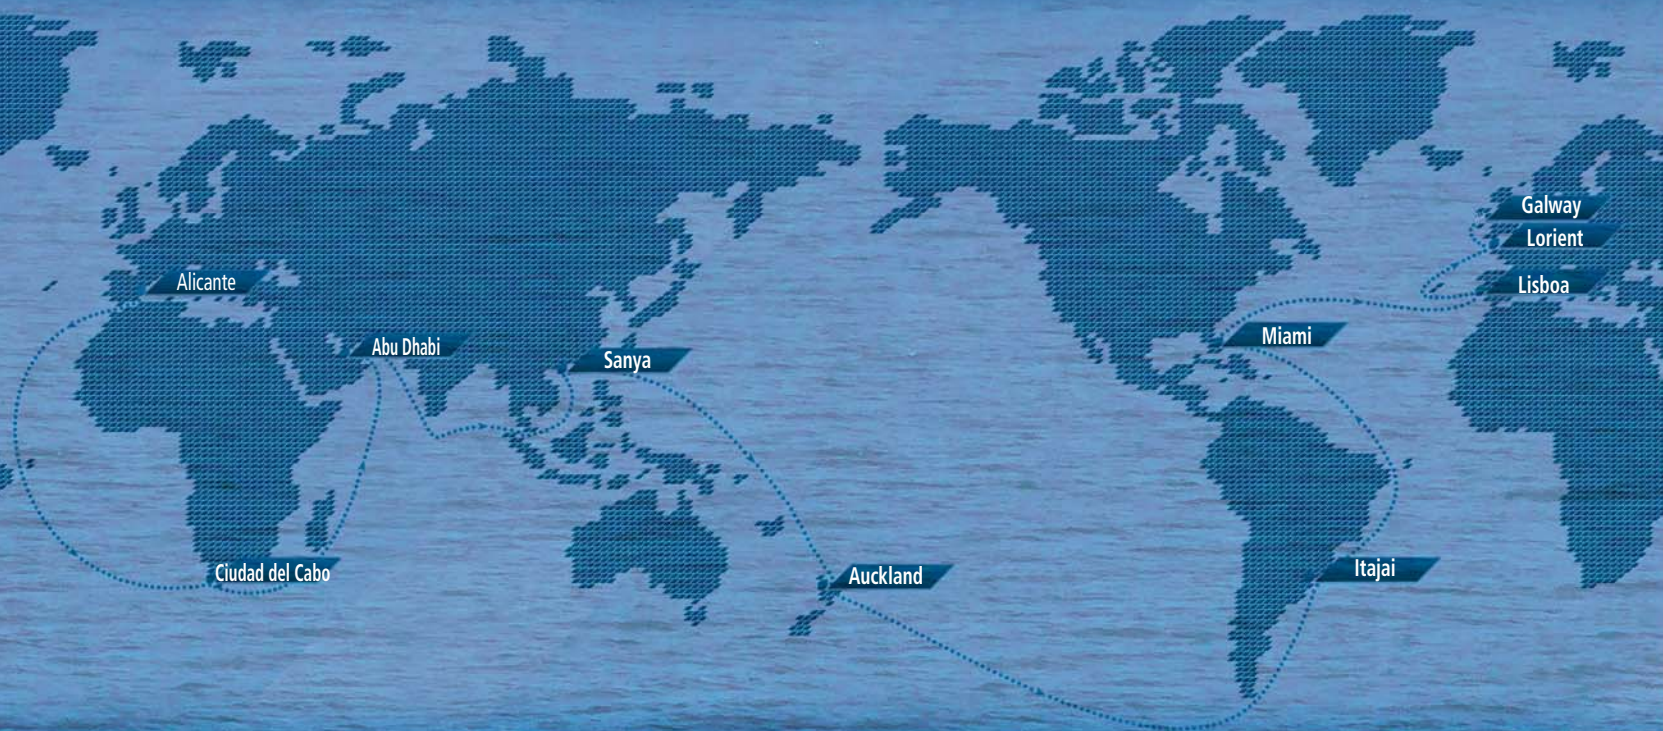 Galway
Lorient
Alicante
Lisboa
Miami
Abu Dhabi
Sanya
Ciudad del Cabo
Auckland
Itajai